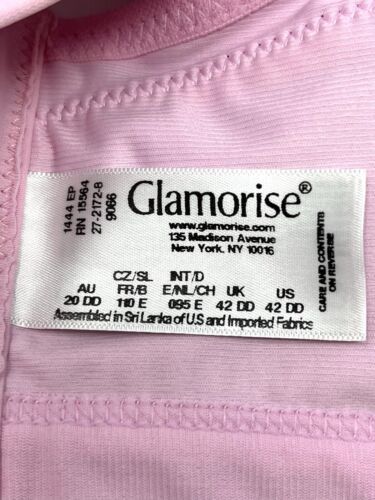 1444 EP
RN 15564
27-2172-8
9066
Glamorise®
www.glamorise.com
135 Madison Avenue
New York, NY 10016
CARE AND CONTENTS
ON REVERSE
CZ/SL INT/D
AU FR/B E/NL/CH UK US
20 DD 110 E 095 E 42 DD 42 DD
Assembled in Sri Lanka of U.S and Imported Fabrics